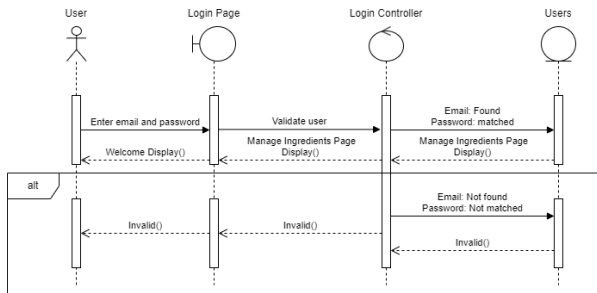 User
Login Page
Login Controller
Users
Enter email and password
Validate user
Email: Found
Password: matched
Welcome Display()
Manage Ingredients Page
Display()
Manage Ingredients Page
Display()
alt
Email: Not found
Password: Not matched
Invalid()
Invalid()
Invalid()